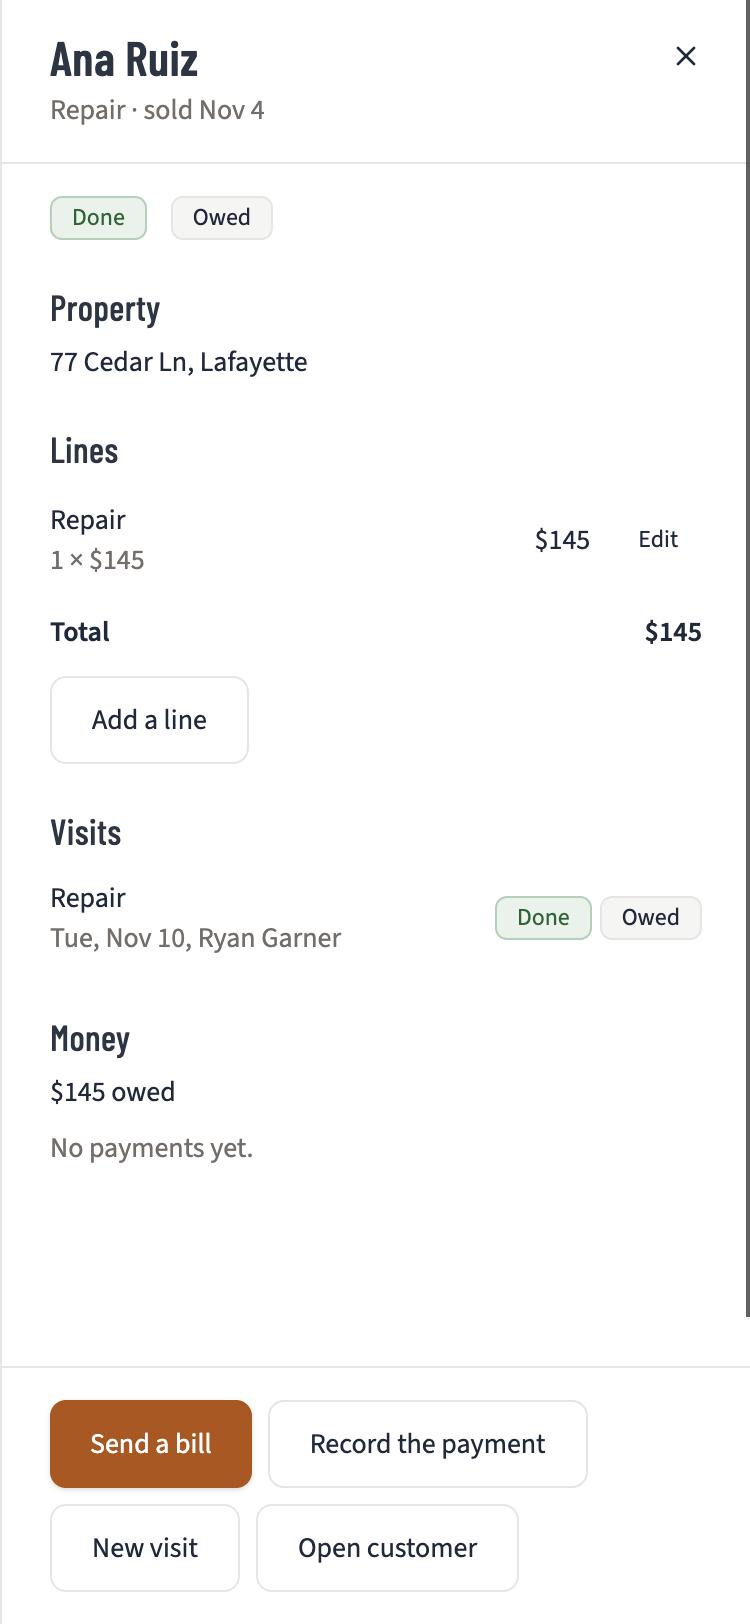 Ana Ruiz
Repair · sold Nov 4
Done Owed
Property
77 Cedar Ln, Lafayette
Lines
Repair
1 × $145
$145 Edit
Total $145
Add a line
Visits
Repair
Tue, Nov 10, Ryan Garner
Done Owed
Money
$145 owed
No payments yet.
Send a bill Record the payment
New visit Open customer